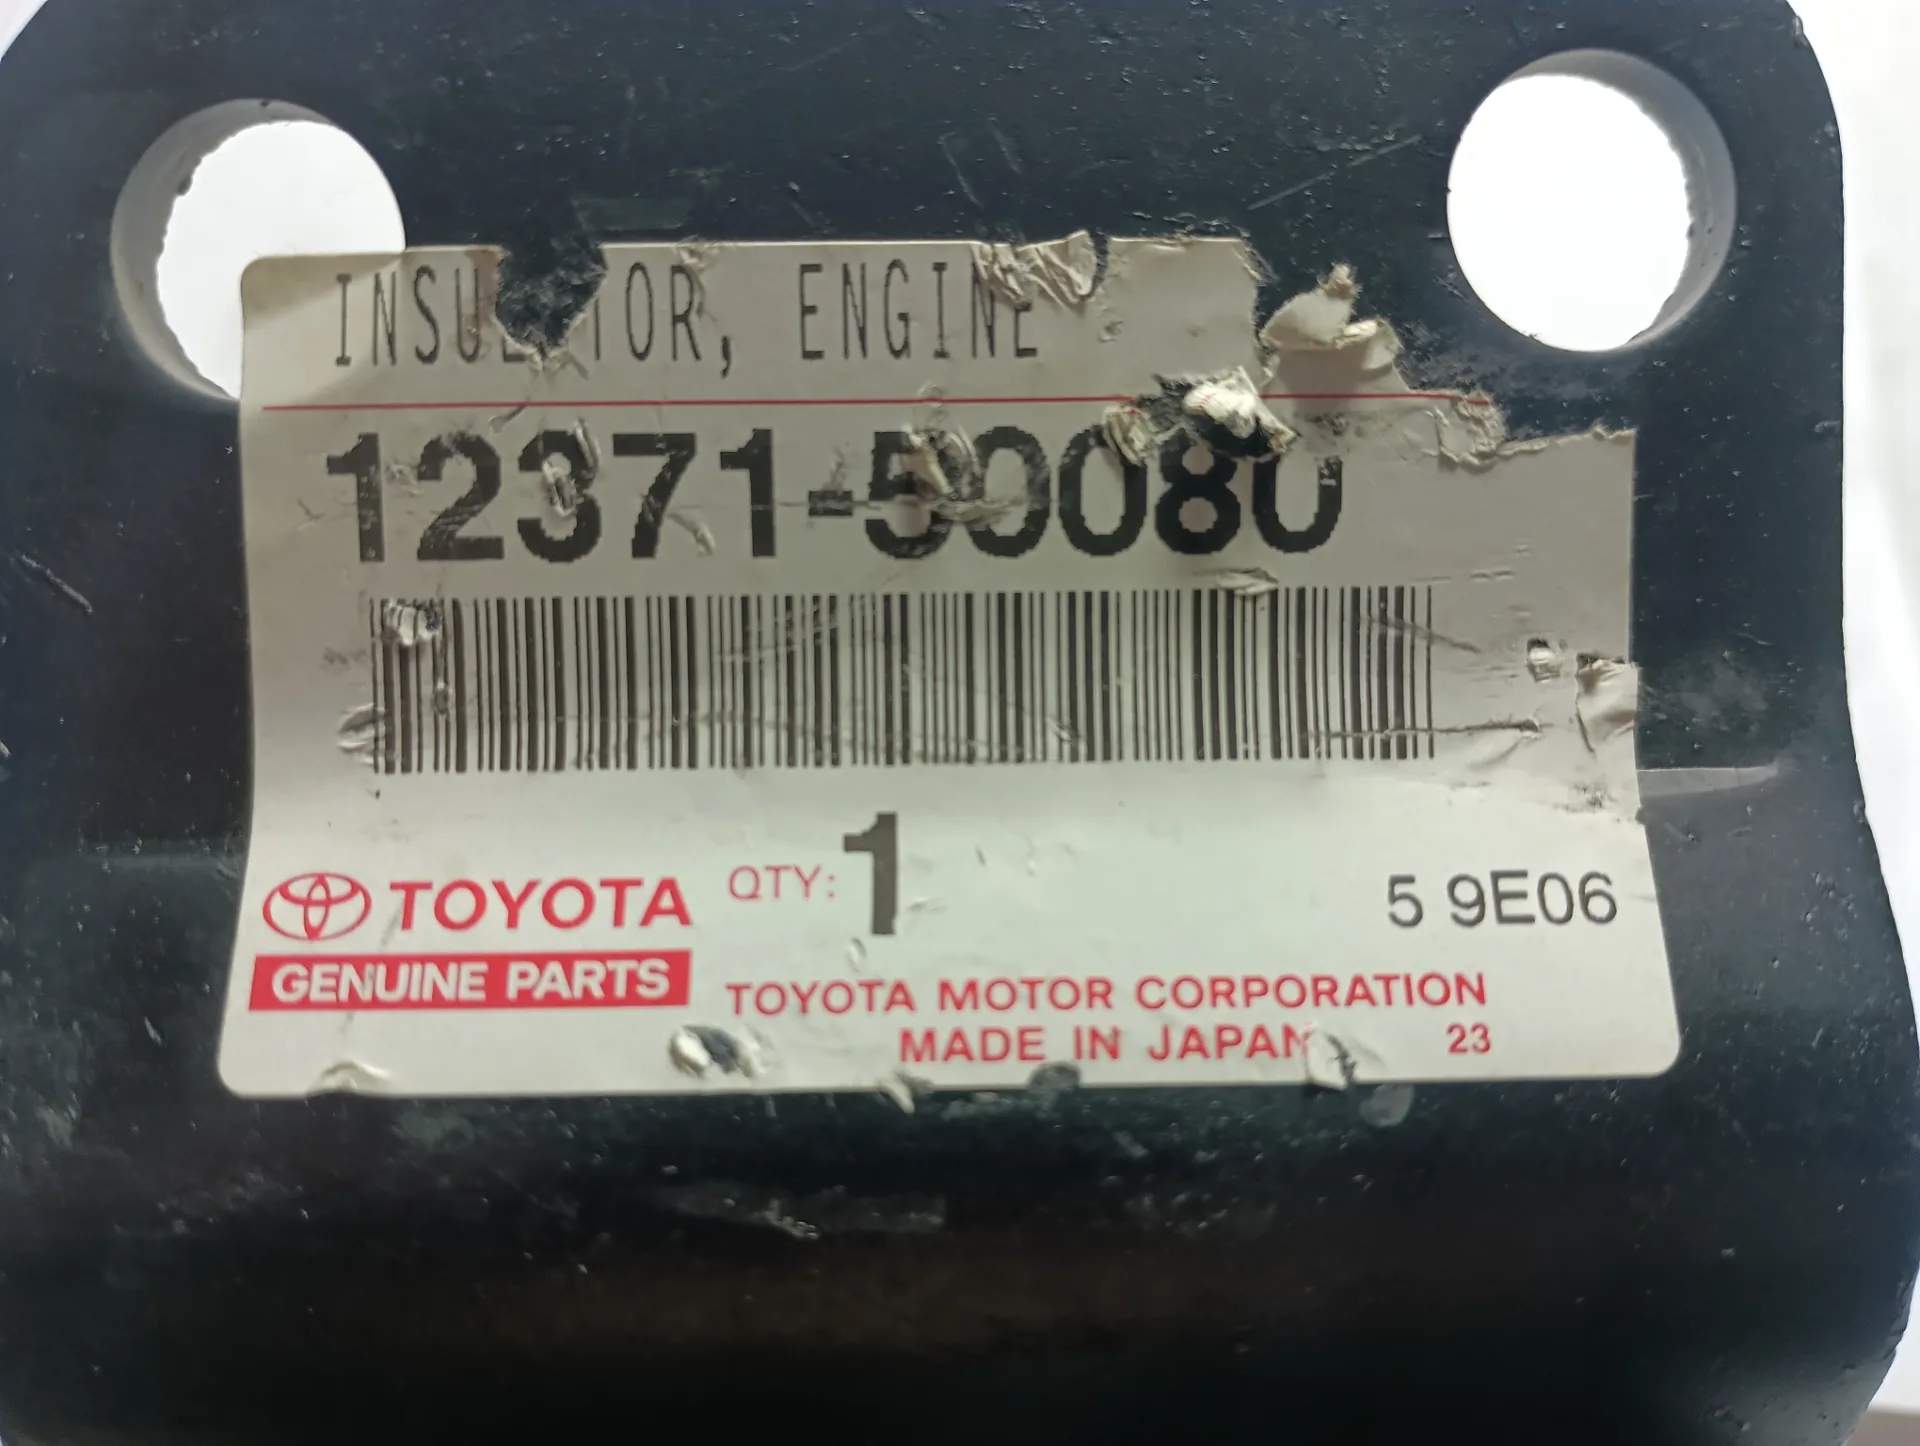 INSULATOR, ENGINE
12371-50080
TOYOTA QTY: 1 5 9E06
GENUINE PARTS
TOYOTA MOTOR CORPORATION
MADE IN JAPAN 23